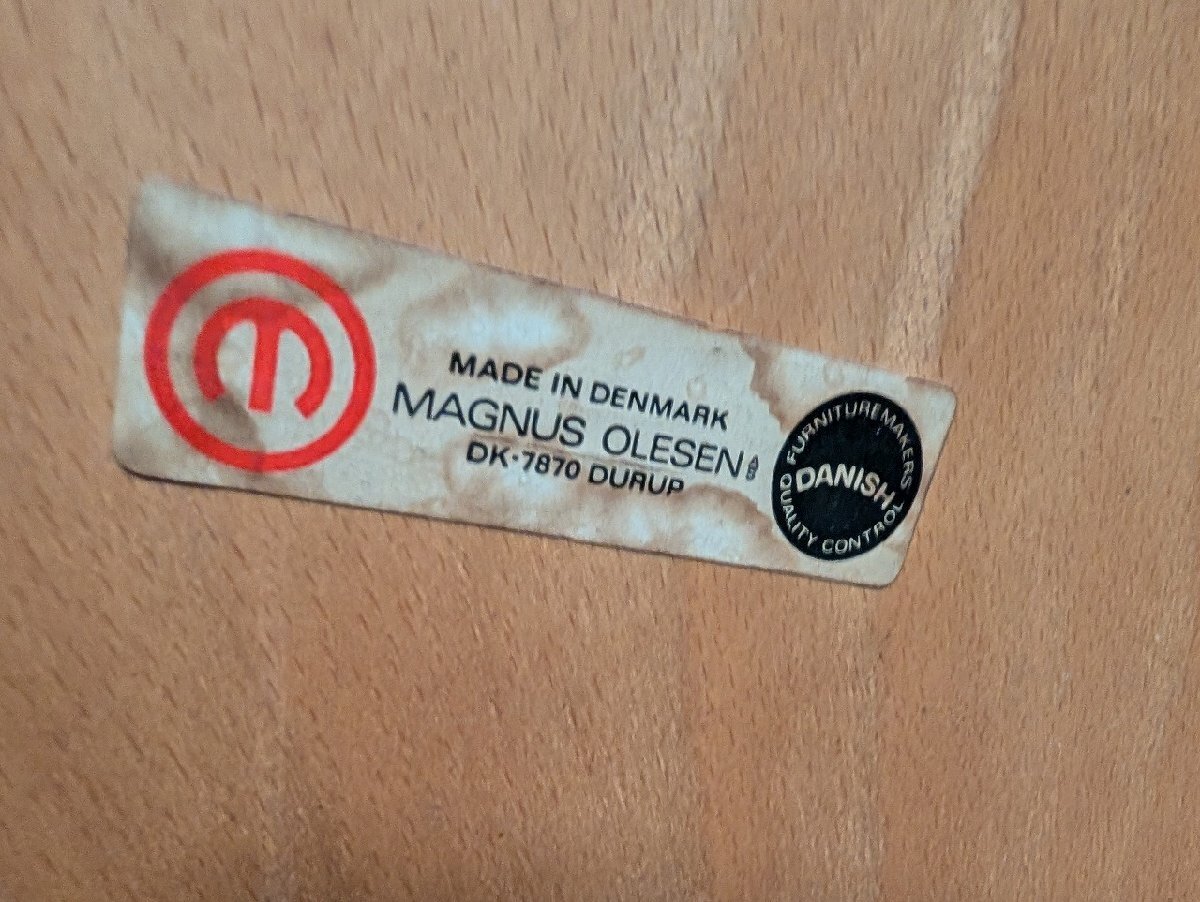 MADE IN DENMARK
MAGNUS OLESEN A/S
DK·7870 DURUP
FURNITUREMAKERS
DANISH
QUALITY CONTROL